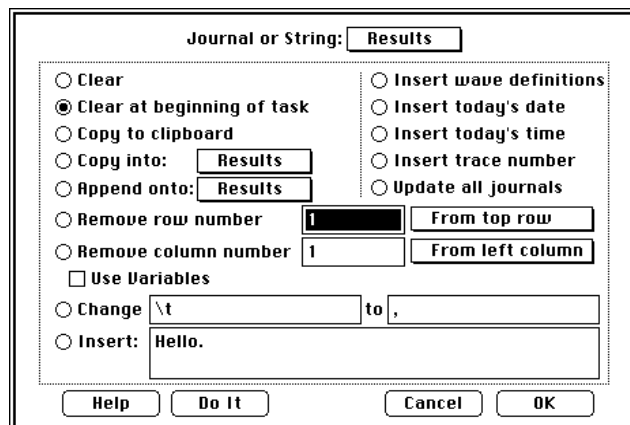 Journal or String: Results
Clear
Clear at beginning of task
Copy to clipboard
Copy into: Results
Append onto: Results
Insert wave definitions
Insert today's date
Insert today's time
Insert trace number
Update all journals
Remove row number 1 From top row
Remove column number 1 From left column
Use Variables
Change \t to ,
Insert: Hello.
Help Do It Cancel OK